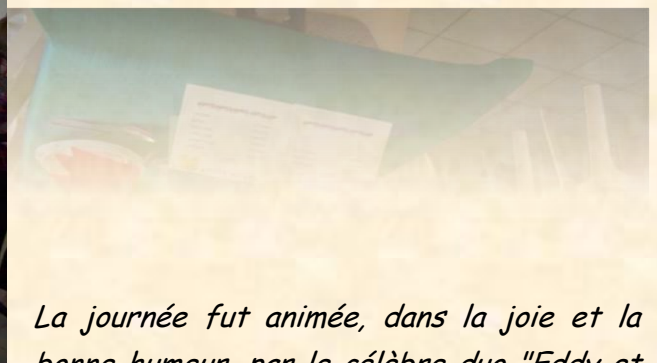 La journée fut animée, dans la joie et la
bonne humeur, par le célèbre duo "Eddy et